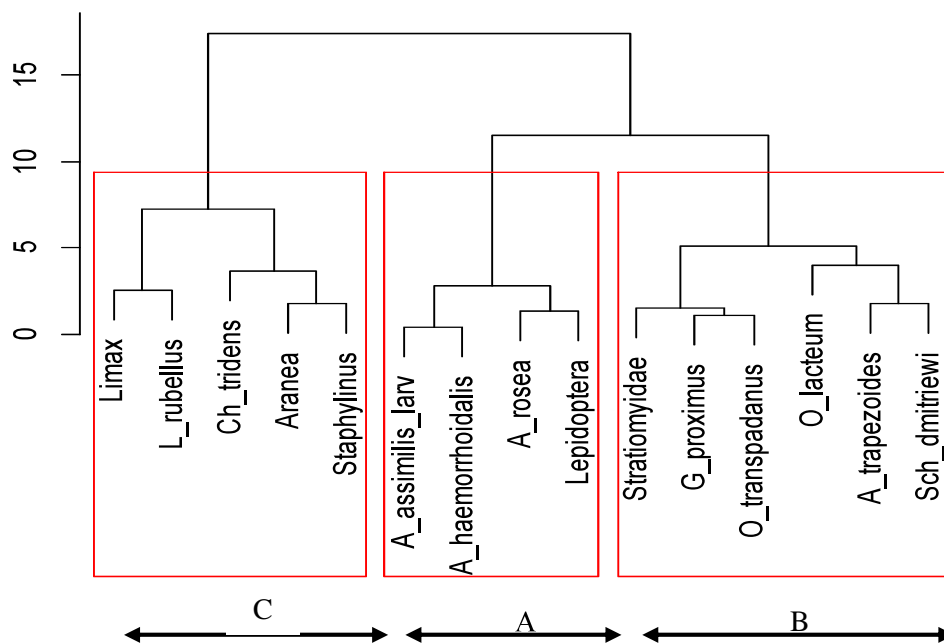 15
10
5
0
Limax
L_rubellus
Ch_tridens
Aranea
Staphylinus
A_assimilis_larv
A_haemorrhoidalis
A_rosea
Lepidoptera
Stratiomyidae
G_proximus
O_transpadanus
O_lacteum
A_trapezoides
Sch_dmitriewi
C
A
B